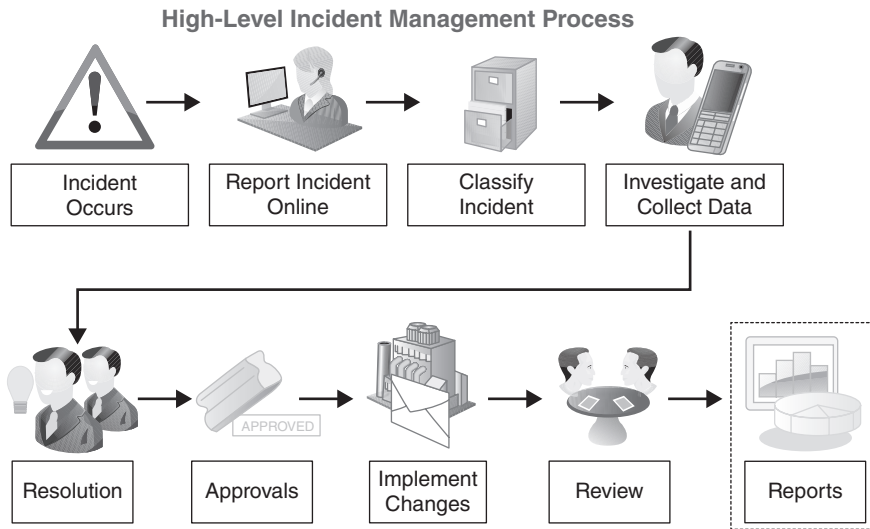 High-Level Incident Management Process
Incident
Occurs
Report Incident
Online
Classify
Incident
Investigate and
Collect Data
APPROVED
Resolution
Approvals
Implement
Changes
Review
Reports